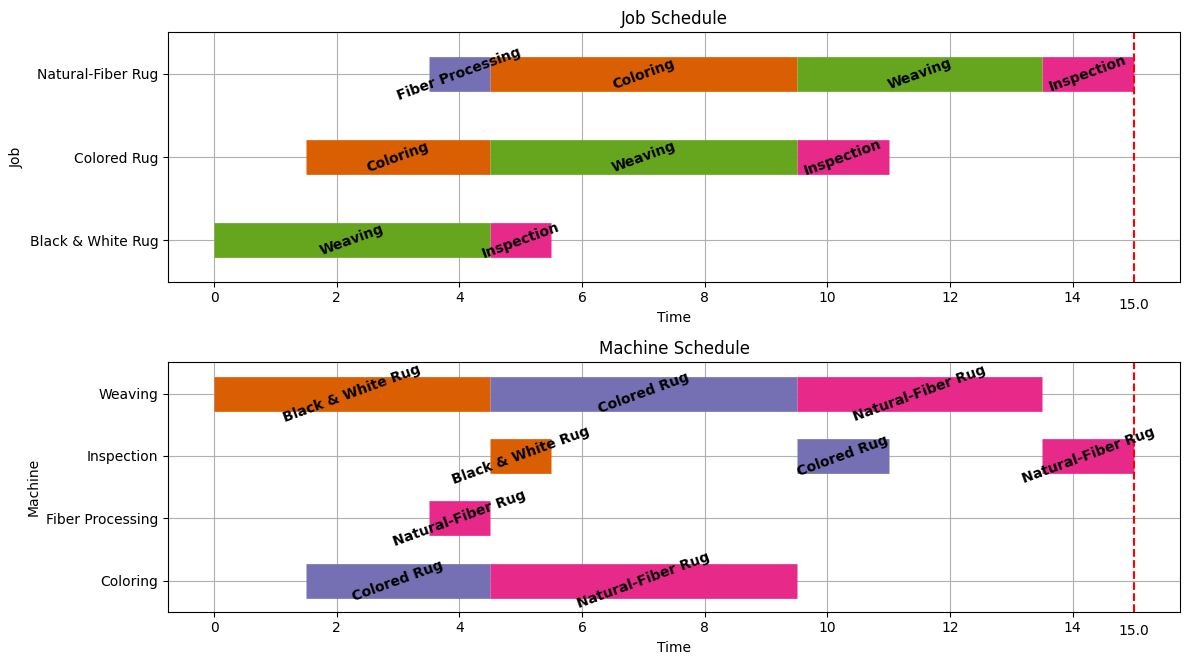 Job Schedule
Job
Natural-Fiber Rug
Fiber Processing
Coloring
Weaving
Inspection
Colored Rug
Coloring
Weaving
Inspection
Black & White Rug
Weaving
Inspection
0 2 4 6 8 10 12 14 15.0
Time
Machine Schedule
Machine
Weaving
Black & White Rug
Colored Rug
Natural-Fiber Rug
Inspection
Black & White Rug
Colored Rug
Natural-Fiber Rug
Fiber Processing
Natural-Fiber Rug
Coloring
Colored Rug
Natural-Fiber Rug
0 2 4 6 8 10 12 14 15.0
Time